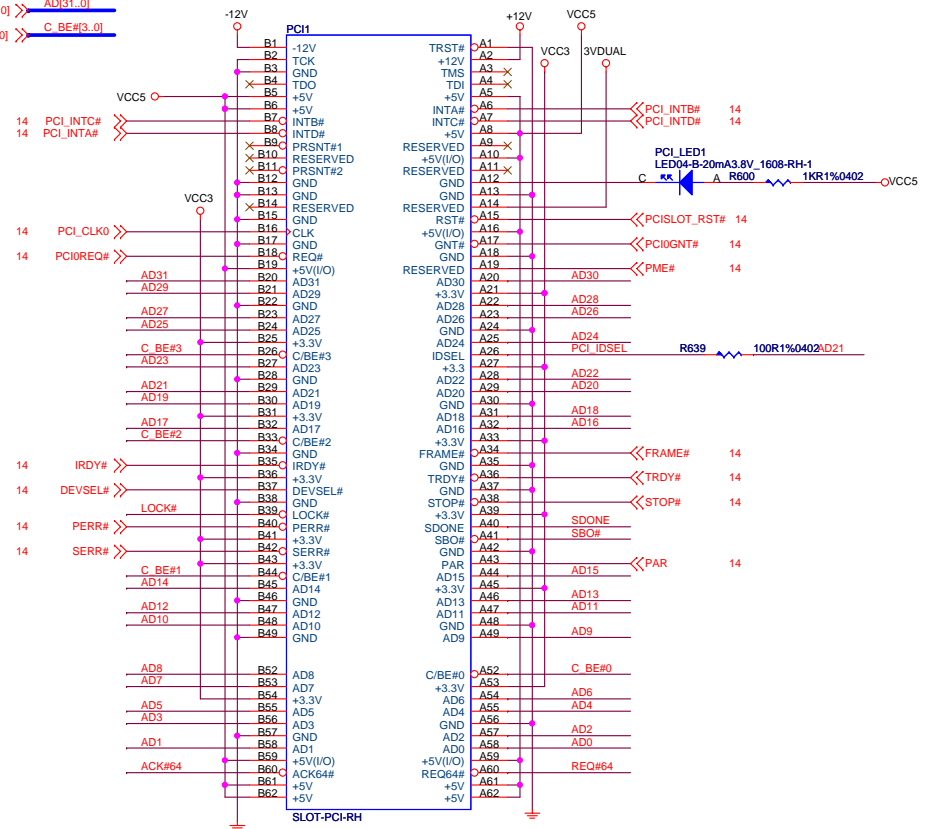 0] AD[31..0]
0] C_BE#[3..0]
-12V +12V VCC5
PCI1
VCC3 3VDUAL
B1 -12V TRST# A1
B2 TCK +12V A2
B3 GND TMS A3
B4 TDO TDI A4
VCC5 B5 +5V +5V A5
B6 +5V INTA# A6 PCI_INTB# 14
14 PCI_INTC# B7 INTB# INTC# A7 PCI_INTD# 14
14 PCI_INTA# B8 INTD# +5V A8
B9 PRSNT#1 RESERVED A9
B10 RESERVED +5V(I/O) A10
B11 PRSNT#2 RESERVED A11
PCI_LED1
LED04-B-20mA3.8V_1608-RH-1
B12 GND GND A12 C A R600 1KR1%0402 VCC5
B13 GND GND A13
VCC3 B14 RESERVED RESERVED A14
B15 GND RST# A15 PCISLOT_RST# 14
14 PCI_CLK0 B16 CLK +5V(I/O) A16
B17 GND GNT# A17 PCI0GNT# 14
14 PCI0REQ# B18 REQ# GND A18
B19 +5V(I/O) RESERVED A19 PME# 14
AD31 B20 AD31 AD30 A20 AD30
AD29 B21 AD29 +3.3V A21
B22 GND AD28 A22 AD28
AD27 B23 AD27 AD26 A23 AD26
AD25 B24 AD25 GND A24
B25 +3.3V AD24 A25 AD24
C_BE#3 B26 C/BE#3 IDSEL A26 PCI_IDSEL R639 100R1%0402 AD21
AD23 B27 AD23 +3.3 A27
B28 GND AD22 A28 AD22
AD21 B29 AD21 AD20 A29 AD20
AD19 B30 AD19 GND A30
B31 +3.3V AD18 A31 AD18
AD17 B32 AD17 AD16 A32 AD16
C_BE#2 B33 C/BE#2 +3.3V A33
B34 GND FRAME# A34 FRAME# 14
14 IRDY# B35 IRDY# GND A35
B36 +3.3V TRDY# A36 TRDY# 14
14 DEVSEL# B37 DEVSEL# GND A37
B38 GND STOP# A38 STOP# 14
LOCK# B39 LOCK# +3.3V A39
14 PERR# B40 PERR# SDONE A40 SDONE
B41 +3.3V SBO# A41 SBO#
14 SERR# B42 SERR# GND A42
B43 +3.3V PAR A43 PAR 14
C_BE#1 B44 C/BE#1 AD15 A44 AD15
AD14 B45 AD14 +3.3V A45
B46 GND AD13 A46 AD13
AD12 B47 AD12 AD11 A47 AD11
AD10 B48 AD10 GND A48
B49 GND AD9 A49 AD9
AD8 B52 AD8 C/BE#0 A52 C_BE#0
AD7 B53 AD7 +3.3V A53
B54 +3.3V AD6 A54 AD6
AD5 B55 AD5 AD4 A55 AD4
AD3 B56 AD3 GND A56
B57 GND AD2 A57 AD2
AD1 B58 AD1 AD0 A58 AD0
B59 +5V(I/O) +5V(I/O) A59
ACK#64 B60 ACK64# REQ64# A60 REQ#64
B61 +5V +5V A61
B62 +5V +5V A62
SLOT-PCI-RH